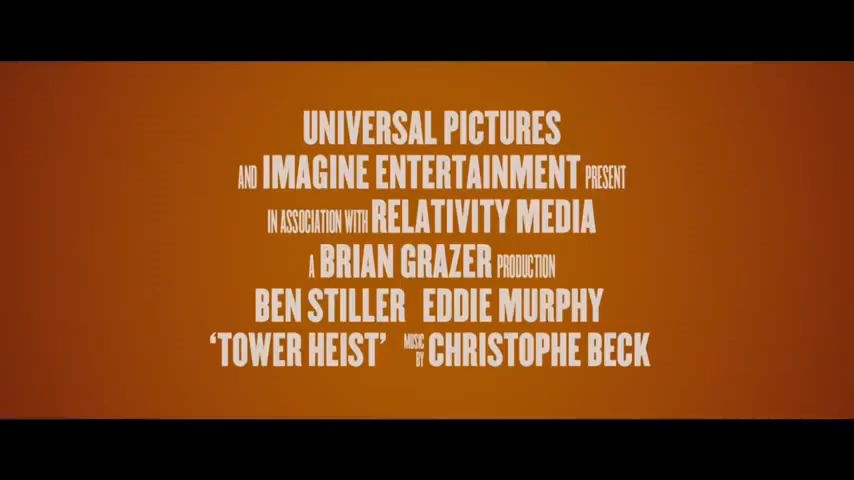 UNIVERSAL PICTURES
AND IMAGINE ENTERTAINMENT PRESENT
IN ASSOCIATION WITH RELATIVITY MEDIA
A BRIAN GRAZER PRODUCTION
BEN STILLER EDDIE MURPHY
‘TOWER HEIST’ MUSIC BY CHRISTOPHE BECK